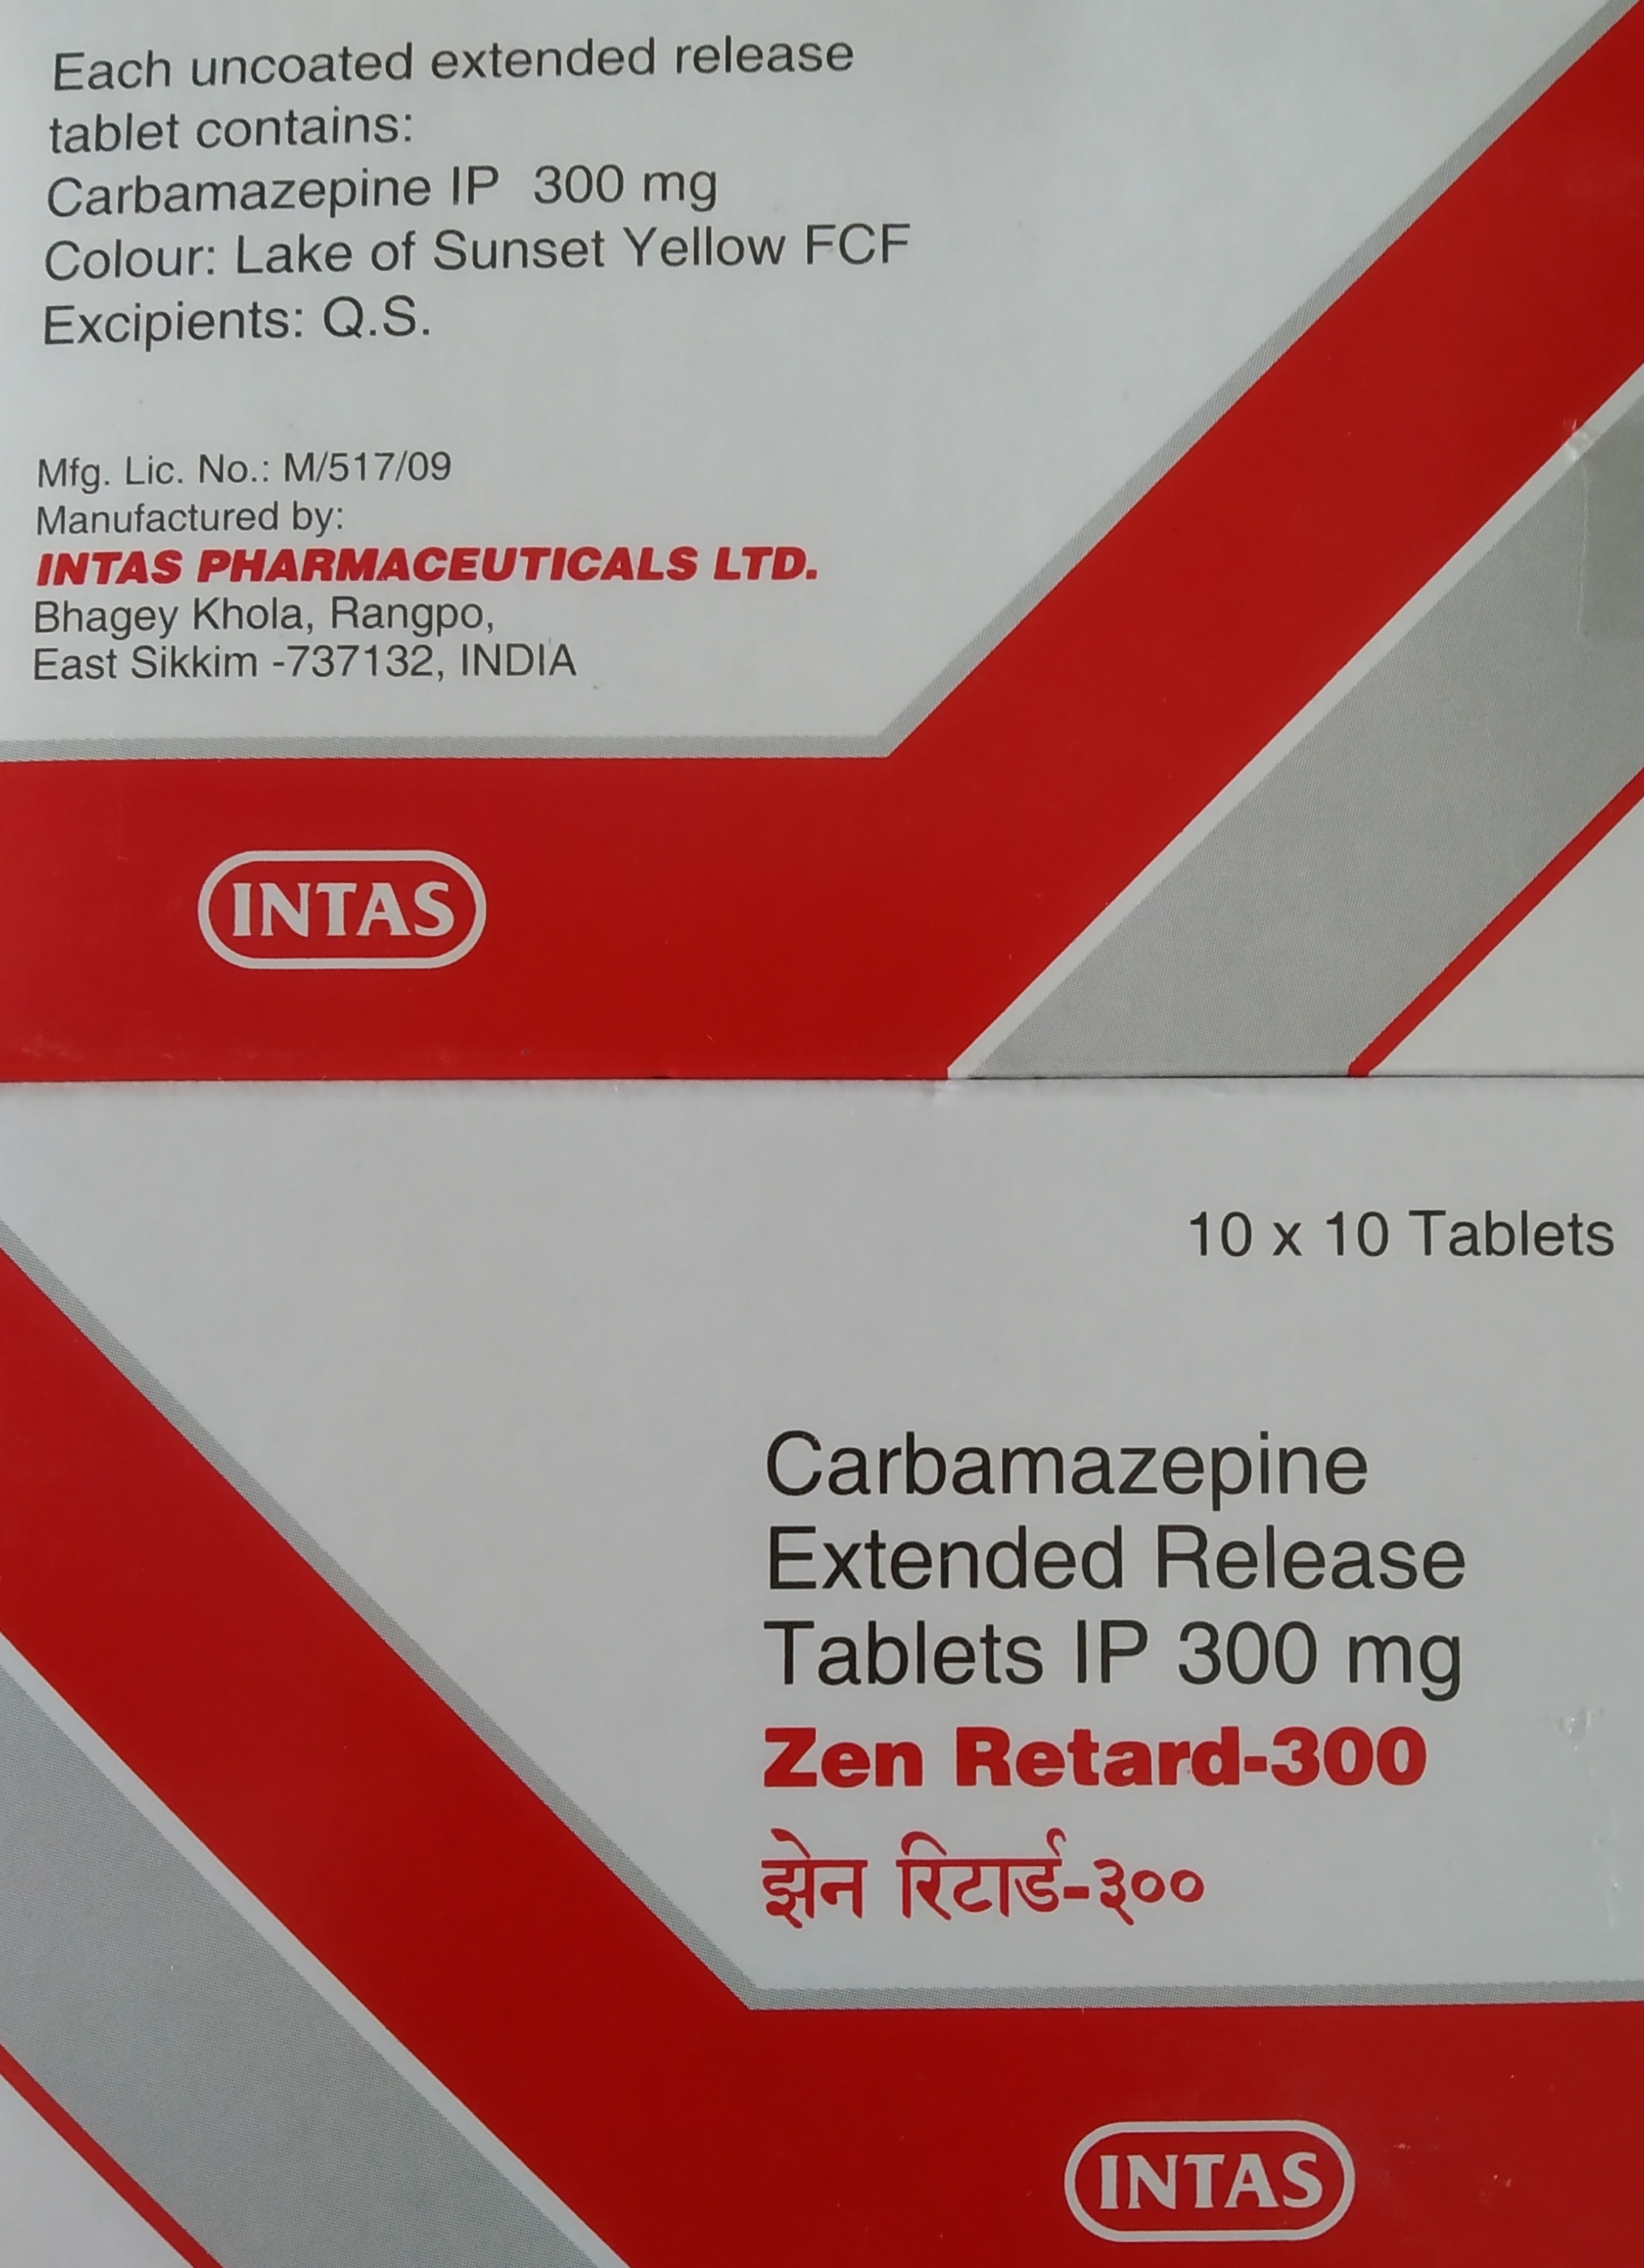 Each uncoated extended release
tablet contains:
Carbamazepine IP 300 mg
Colour: Lake of Sunset Yellow FCF
Excipients: Q.S.
Mfg. Lic. No.: M/517/09
Manufactured by:
INTAS PHARMACEUTICALS LTD.
Bhagey Khola, Rangpo,
East Sikkim -737132, INDIA
INTAS
10 x 10 Tablets
Carbamazepine
Extended Release
Tablets IP 300 mg
Zen Retard-300
झेन रिटार्ड-३००
INTAS